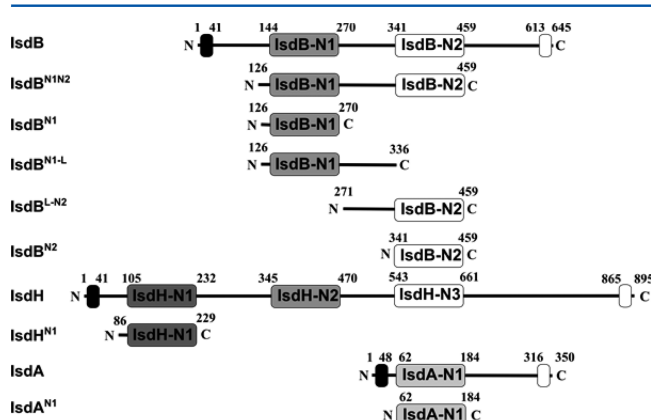 1 41 144 270 341 459 613 645
IsdB N IsdB-N1 IsdB-N2 C
126 459
IsdB^N1N2 N IsdB-N1 IsdB-N2 C
126 270
IsdB^N1 N IsdB-N1 C
126 336
IsdB^N1-L N IsdB-N1 C
271 459
IsdB^L-N2 N IsdB-N2 C
341 459
IsdB^N2 N IsdB-N2 C
1 41 105 232 345 470 543 661 865 895
IsdH N IsdH-N1 IsdH-N2 IsdH-N3 C
86 229
IsdH^N1 N IsdH-N1 C
1 48 62 184 316 350
IsdA N IsdA-N1 C
62 184
IsdA^N1 N IsdA-N1 C